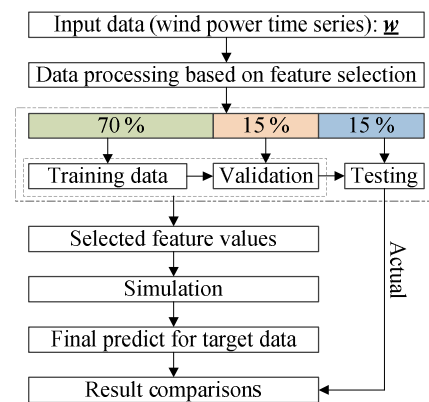 Input data (wind power time series): w
Data processing based on feature selection
70 % 15 % 15 %
Training data Validation Testing
Selected feature values
Actual
Simulation
Final predict for target data
Result comparisons